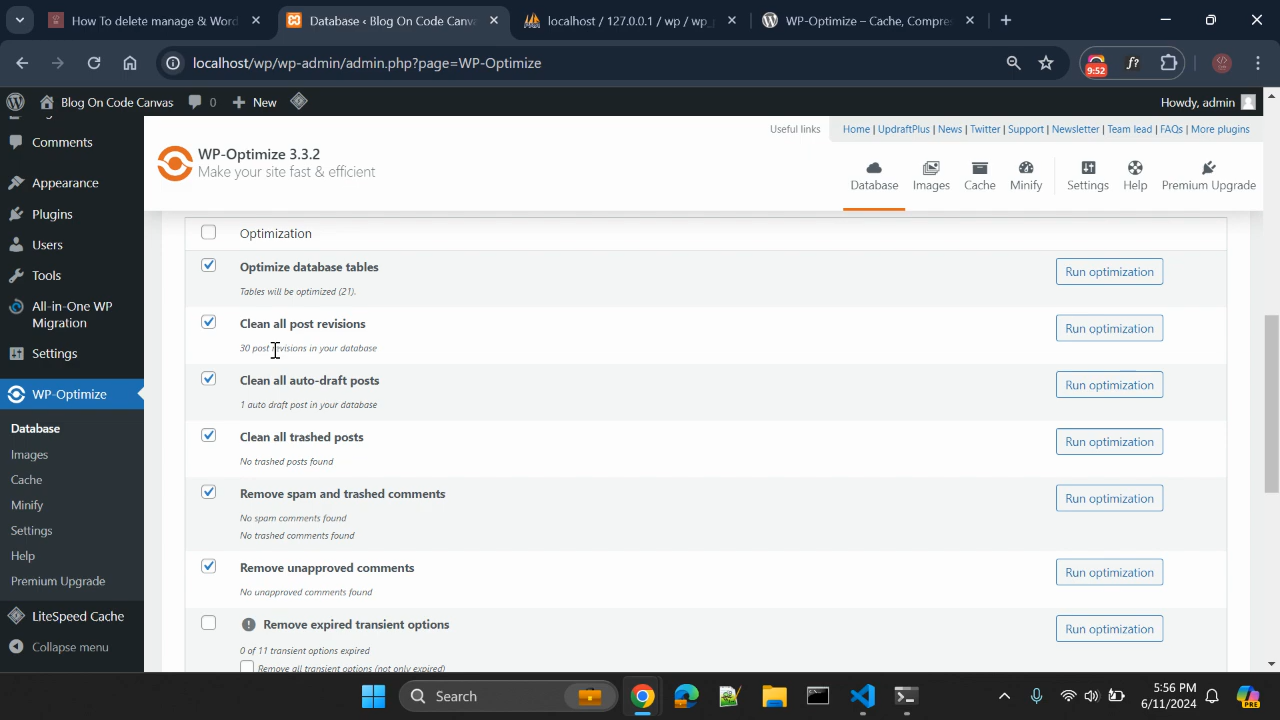 How To delete manage & Word
Database ‹ Blog On Code Canv
localhost / 127.0.0.1 / wp / wp_
WP-Optimize – Cache, Compre
localhost/wp/wp-admin/admin.php?page=WP-Optimize
9:52
f?
Blog On Code Canvas
0
New
Howdy, admin
Comments
Appearance
Plugins
Users
Tools
All-in-One WP
Migration
Settings
WP-Optimize
Database
Images
Cache
Minify
Settings
Help
Premium Upgrade
LiteSpeed Cache
Collapse menu
WP-Optimize 3.3.2
Make your site fast & efficient
Useful links
Home | UpdraftPlus | News | Twitter | Support | Newsletter | Team lead | FAQs | More plugins
Database
Images
Cache
Minify
Settings
Help
Premium Upgrade
Optimization
Optimize database tables
Tables will be optimized (21).
Run optimization
Clean all post revisions
30 post revisions in your database
Run optimization
Clean all auto-draft posts
1 auto draft post in your database
Run optimization
Clean all trashed posts
No trashed posts found
Run optimization
Remove spam and trashed comments
No spam comments found
No trashed comments found
Run optimization
Remove unapproved comments
No unapproved comments found
Run optimization
Remove expired transient options
0 of 11 transient options expired
Remove all transient options (not only expired)
Run optimization
Search
5:56 PM
6/11/2024
PRE